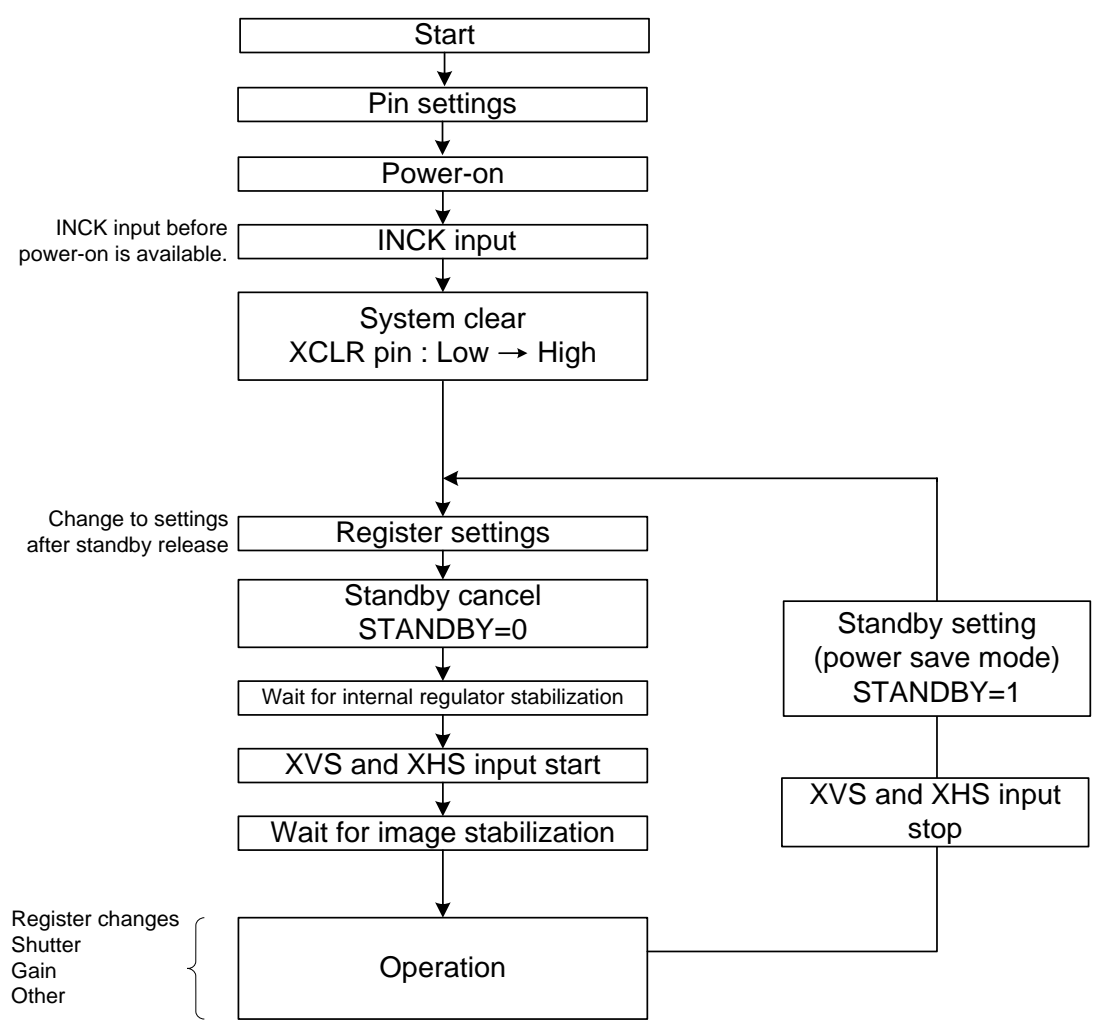 Start
Pin settings
Power-on
INCK input before
power-on is available.
INCK input
System clear
XCLR pin : Low → High
Change to settings
after standby release
Register settings
Standby cancel
STANDBY=0
Wait for internal regulator stabilization
XVS and XHS input start
Wait for image stabilization
Register changes
Shutter
Gain
Other
Operation
Standby setting
(power save mode)
STANDBY=1
XVS and XHS input
stop